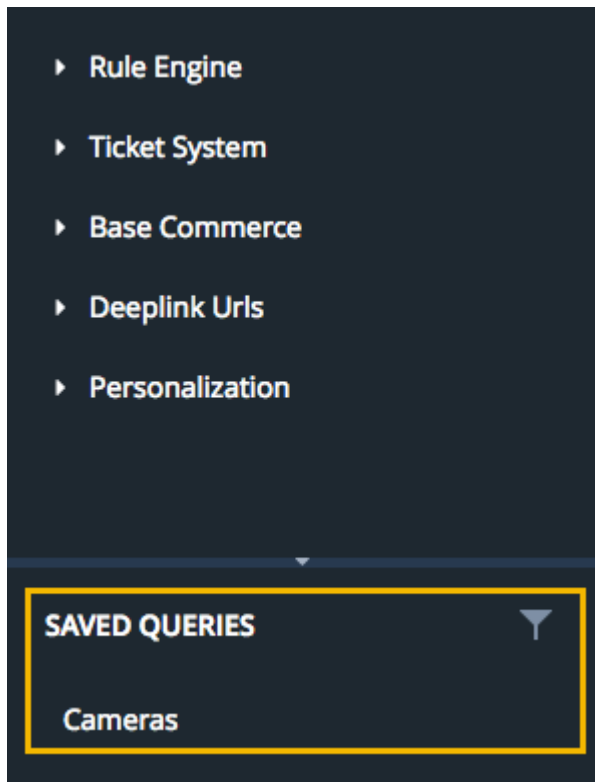 Rule Engine
Ticket System
Base Commerce
Deeplink Urls
Personalization
SAVED QUERIES
Cameras